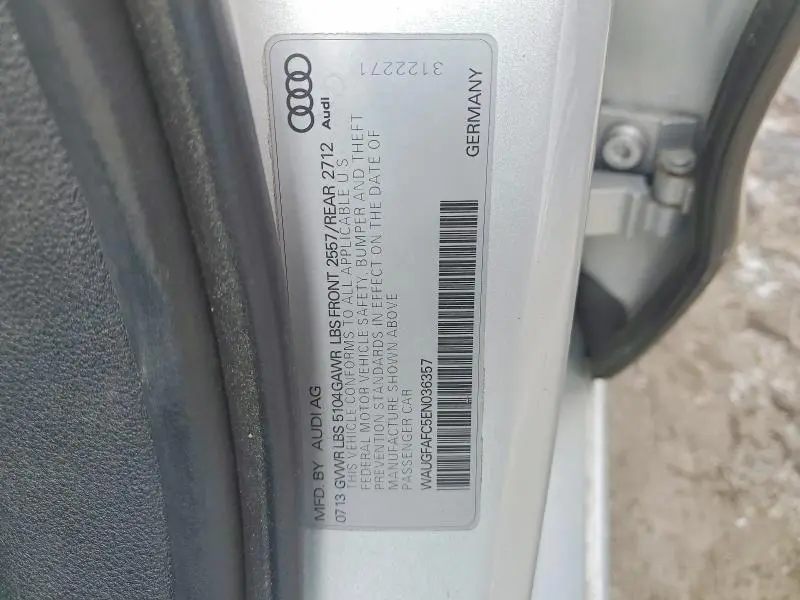 MFD. BY AUDI AG
07 13 GVWR LBS 5104 GAWR LBS FRONT 2557/REAR 2712
THIS VEHICLE CONFORMS TO ALL APPLICABLE U S
FEDERAL MOTOR VEHICLE SAFETY, BUMPER AND THEFT
PREVENTION STANDARDS IN EFFECT ON THE DATE OF
MANUFACTURE SHOWN ABOVE
PASSENGER CAR
WAUGFAFC5EN036357
Audi
GERMANY
3122271